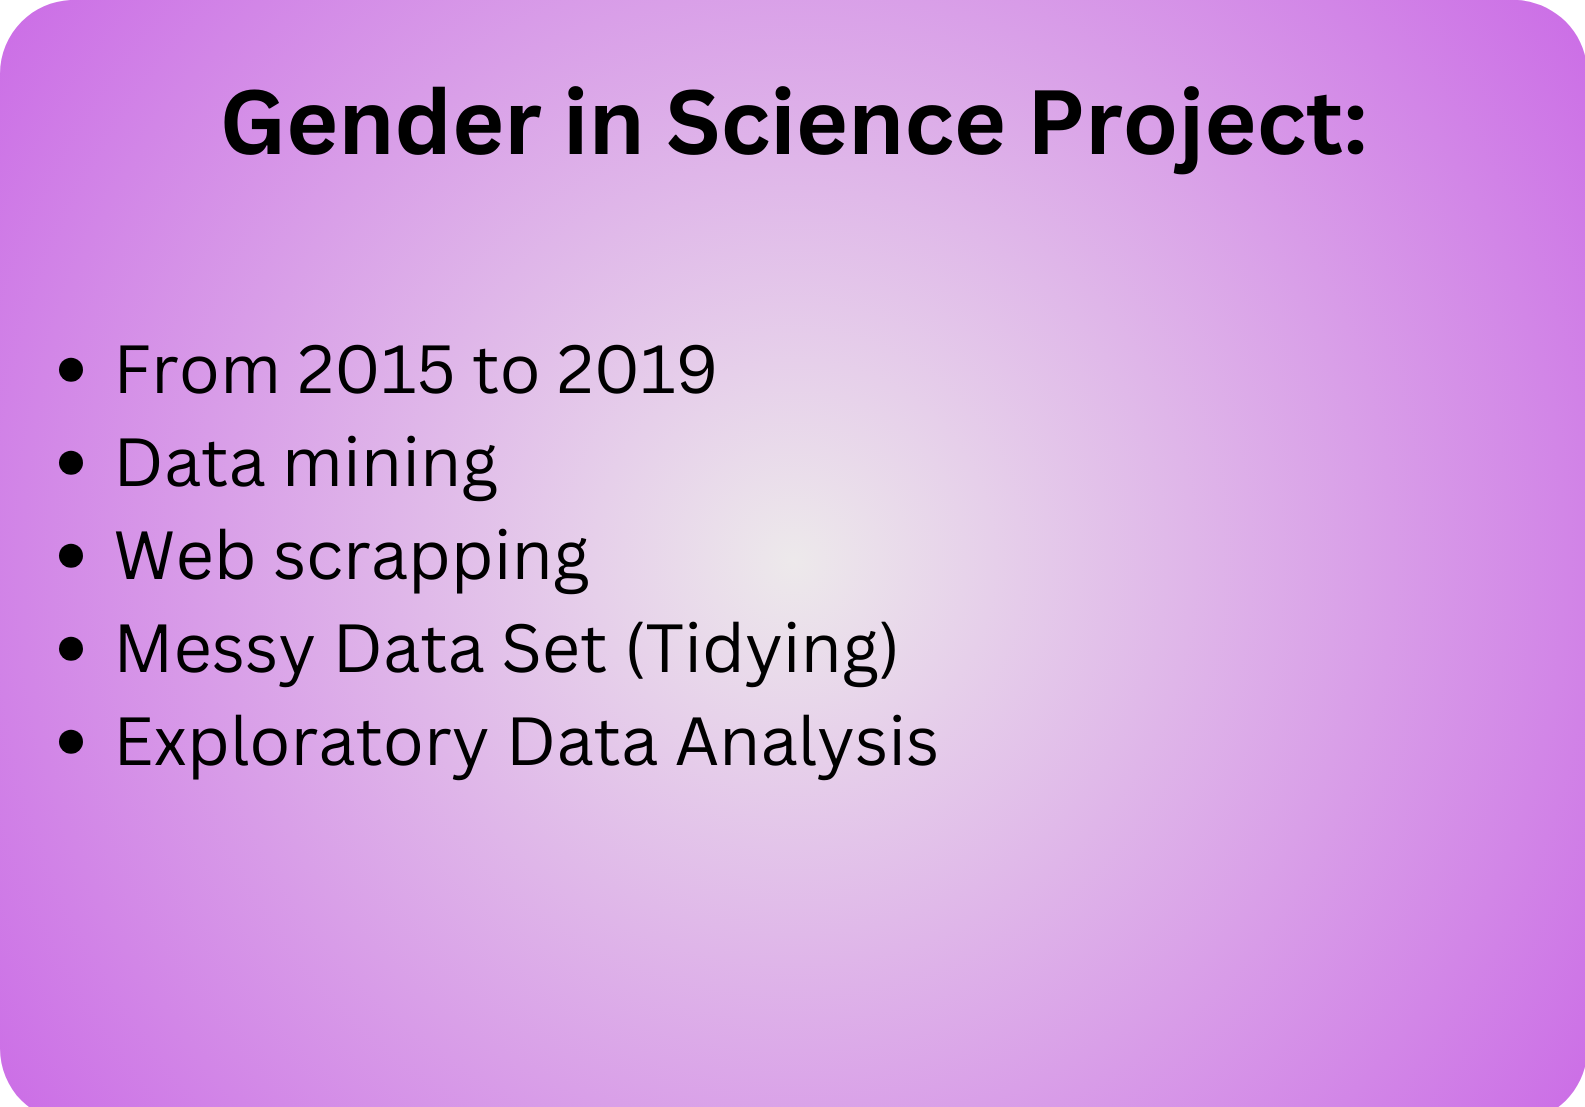 Gender in Science Project:
• From 2015 to 2019
• Data mining
• Web scrapping
• Messy Data Set (Tidying)
• Exploratory Data Analysis